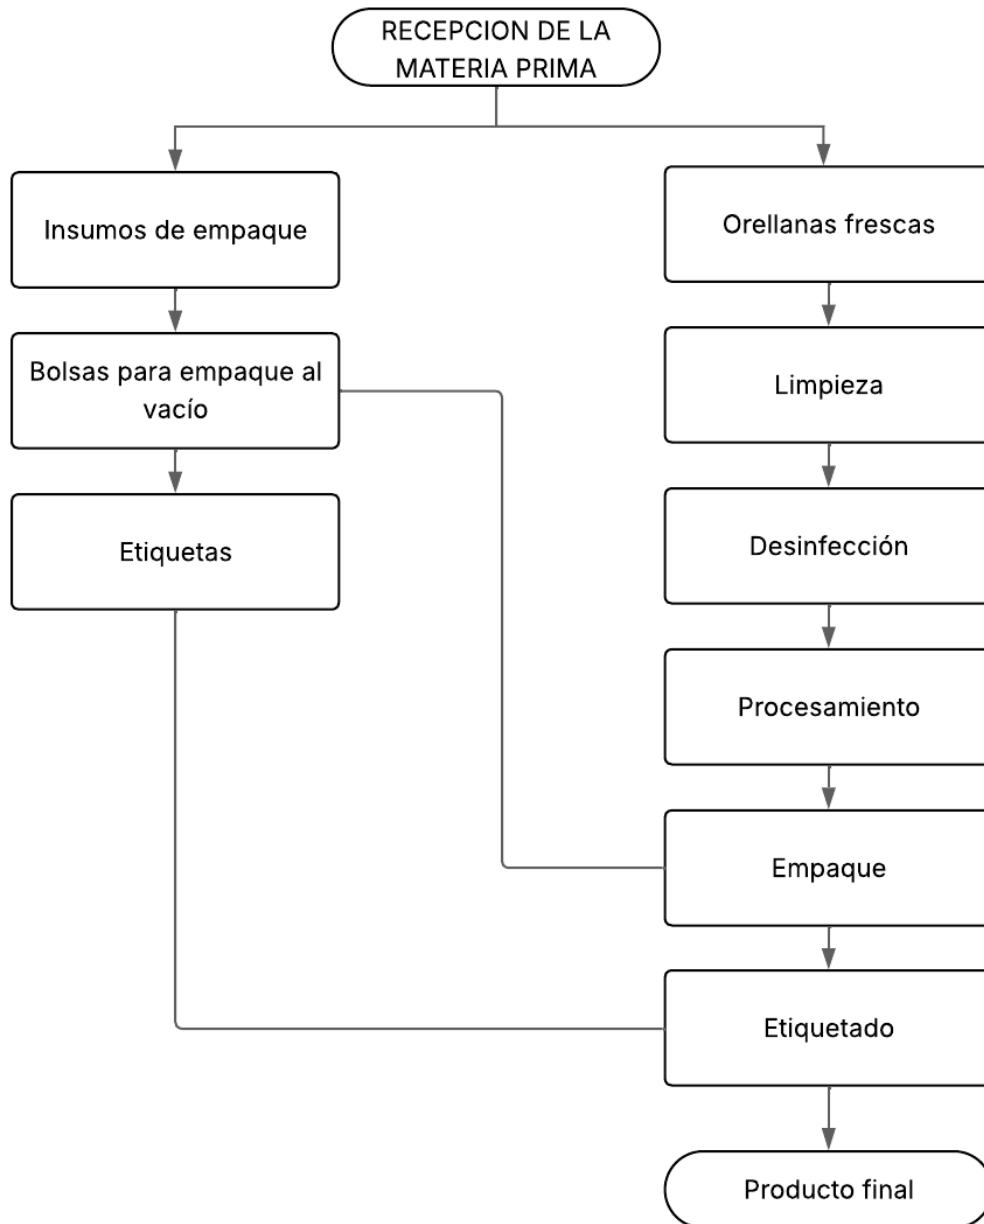 RECEPCION DE LA
MATERIA PRIMA
Insumos de empaque
Bolsas para empaque al
vacío
Etiquetas
Orellanas frescas
Limpieza
Desinfección
Procesamiento
Empaque
Etiquetado
Producto final